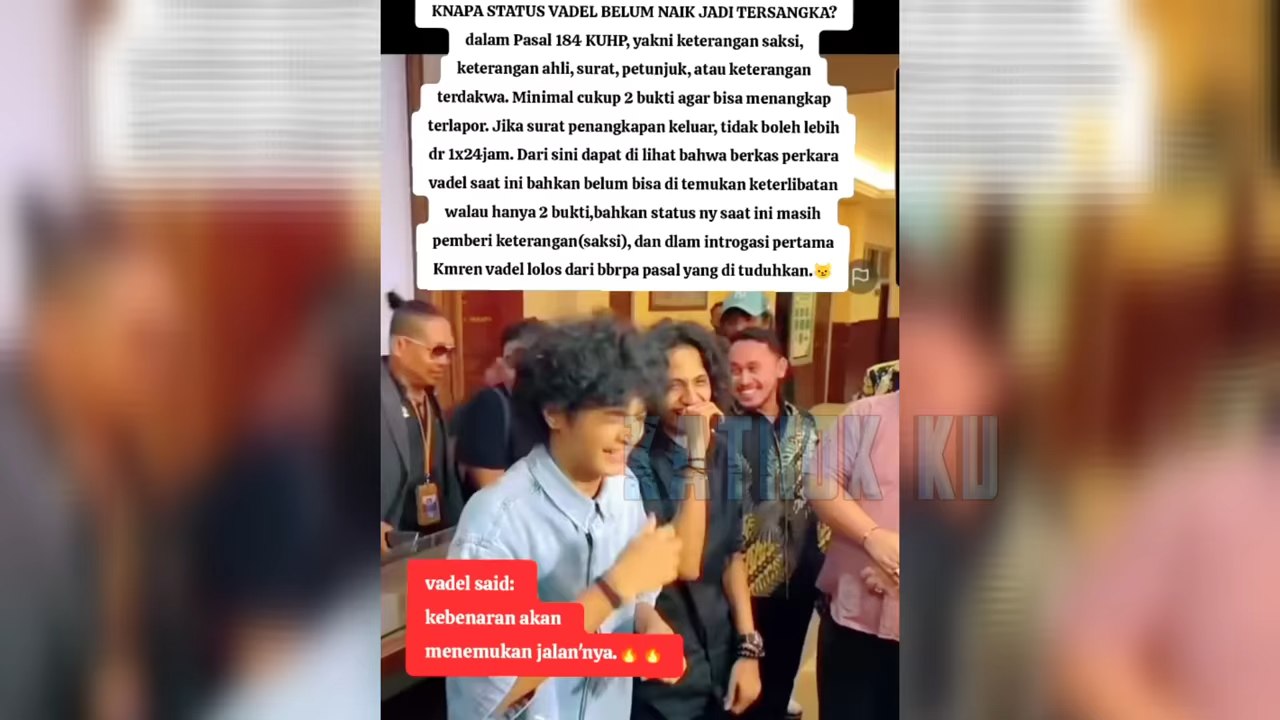 KNAPA STATUS VADEL BELUM NAIK JADI TERSANGKA?
dalam Pasal 184 KUHP, yakni keterangan saksi,
keterangan ahli, surat, petunjuk, atau keterangan
terdakwa. Minimal cukup 2 bukti agar bisa menangkap
terlapor. Jika surat penangkapan keluar, tidak boleh lebih
dr 1x24jam. Dari sini dapat di lihat bahwa berkas perkara
vadel saat ini bahkan belum bisa di temukan keterlibatan
walau hanya 2 bukti,bahkan status ny saat ini masih
pemberi keterangan(saksi), dan dlam introgasi pertama
Kmren vadel lolos dari bbrpa pasal yang di tuduhkan.😼
KATHOK KU
vadel said:
kebenaran akan
menemukan jalan'nya.🔥🔥